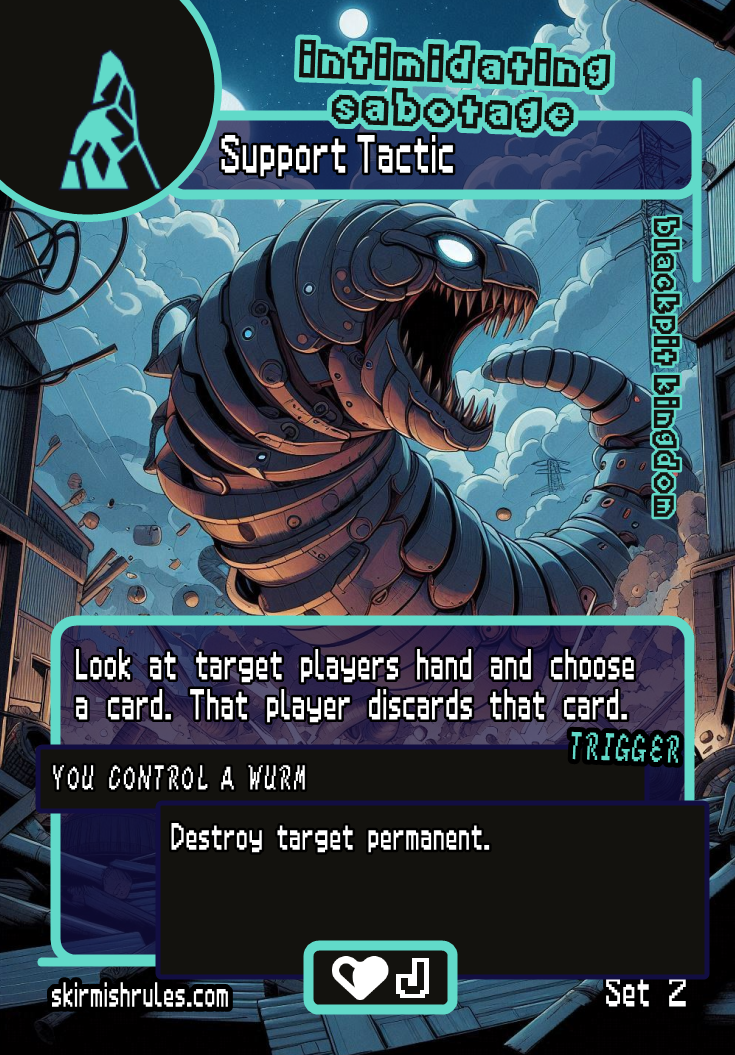 intimidating
sabotage
Support Tactic
blackpit kingdom
Look at target players hand and choose
a card. That player discards that card.
TRIGGER
YOU CONTROL A WURM
Destroy target permanent.
J
skirmishrules.com
Set 2